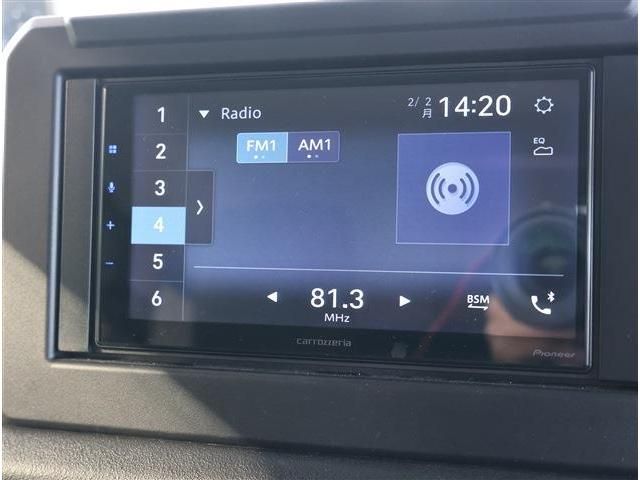 1
2
3
4
5
6
Radio
2/ 2
月
14:20
FM1 AM1
EQ
81.3
MHz
BSM
carrozzeria
Pioneer